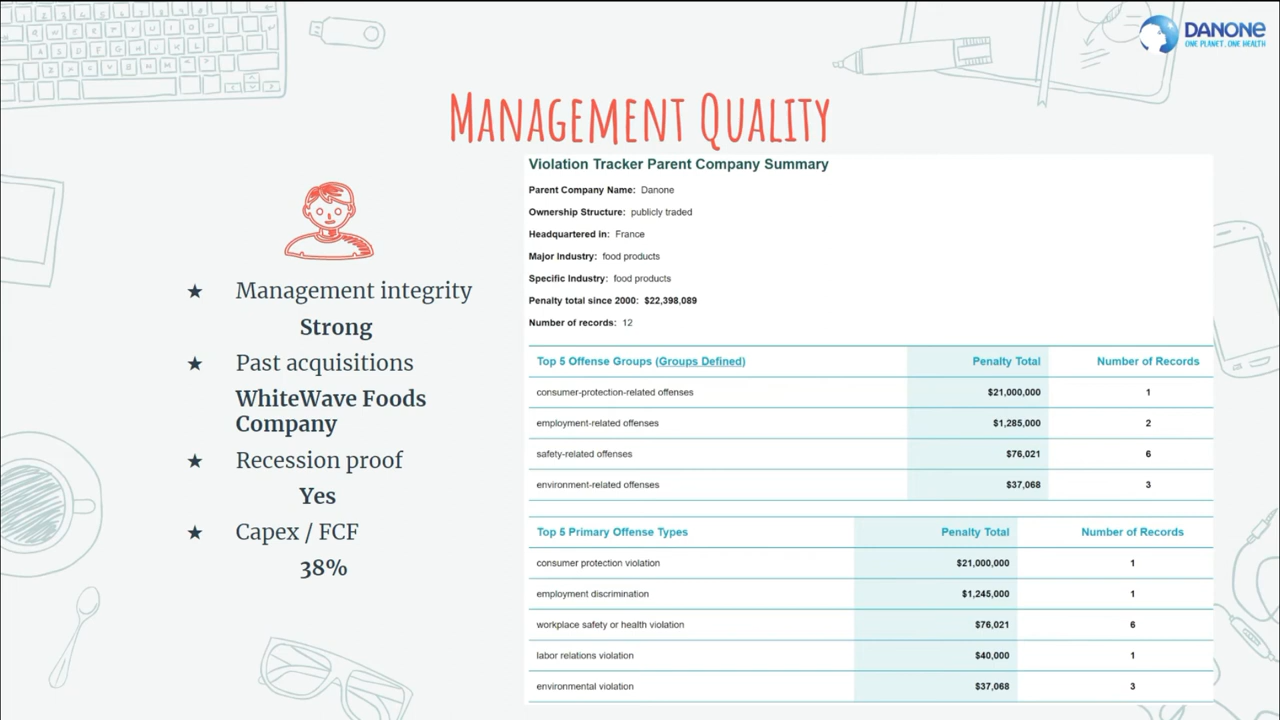 DANONE
ONE PLANET. ONE HEALTH
MANAGEMENT QUALITY
★ Management integrity
Strong
★ Past acquisitions
WhiteWave Foods
Company
★ Recession proof
Yes
★ Capex / FCF
38%
Violation Tracker Parent Company Summary
Parent Company Name: Danone
Ownership Structure: publicly traded
Headquartered in: France
Major Industry: food products
Specific Industry: food products
Penalty total since 2000: $22,398,089
Number of records: 12
Top 5 Offense Groups (Groups Defined) Penalty Total Number of Records
consumer-protection-related offenses $21,000,000 1
employment-related offenses $1,285,000 2
safety-related offenses $76,021 6
environment-related offenses $37,068 3
Top 5 Primary Offense Types Penalty Total Number of Records
consumer protection violation $21,000,000 1
employment discrimination $1,245,000 1
workplace safety or health violation $76,021 6
labor relations violation $40,000 1
environmental violation $37,068 3